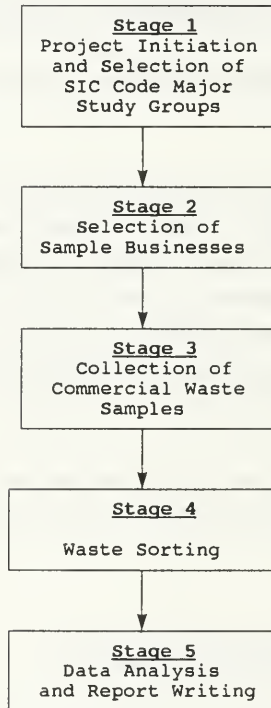 Stage 1
Project Initiation
and Selection of
SIC Code Major
Study Groups
Stage 2
Selection of
Sample Businesses
Stage 3
Collection of
Commercial Waste
Samples
Stage 4
Waste Sorting
Stage 5
Data Analysis
and Report Writing